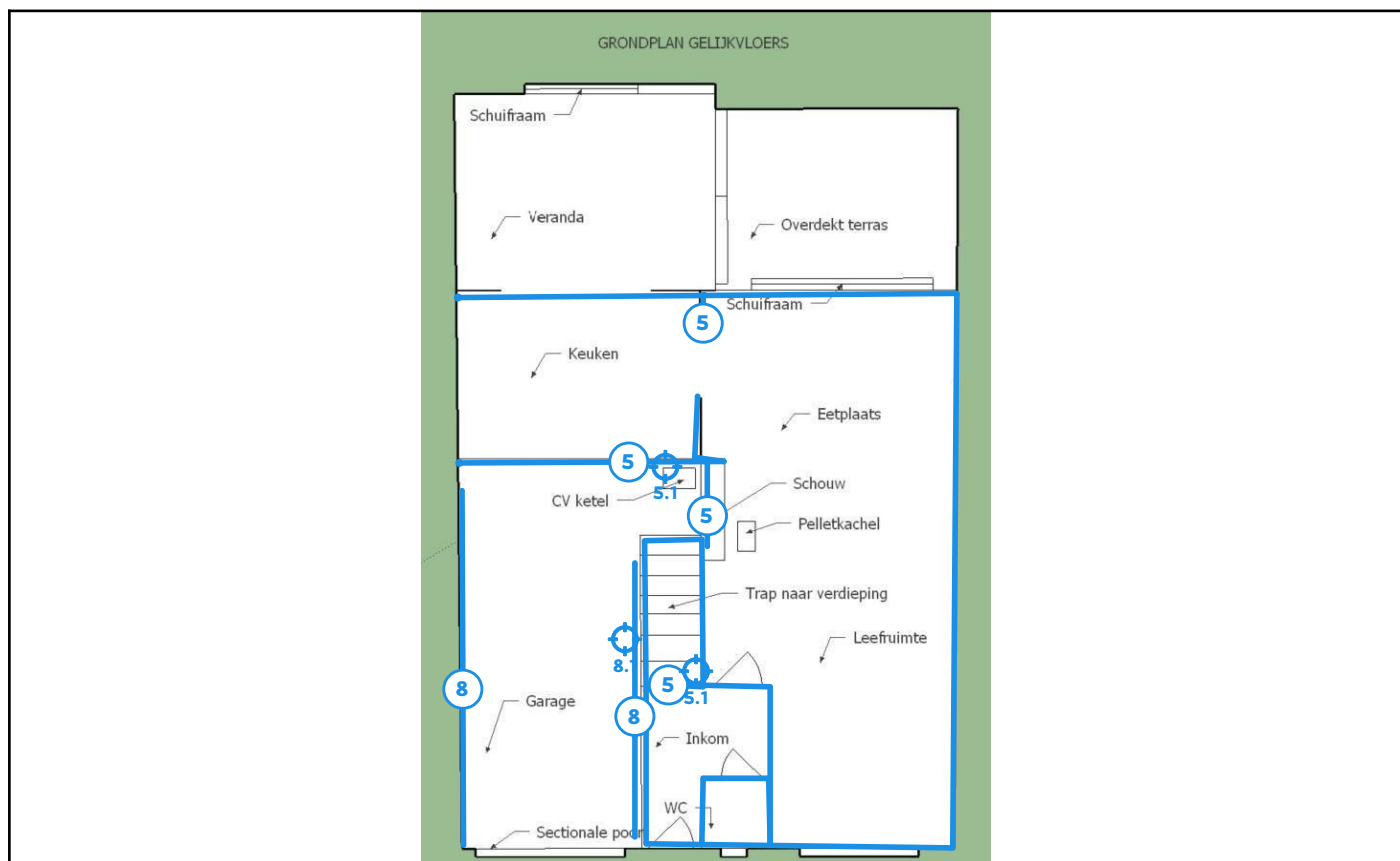 GRONDPLAN GELIJKVLOERS
Schuifraam
Veranda
Overdekt terras
Schuifraam
5
Keuken
Eetplaats
5
5.1
CV ketel
Schouw
5
Pelletkachel
Trap naar verdieping
Leefruimte
8.1
5
5.1
8
Garage
8
Inkom
WC
Sectionale poort